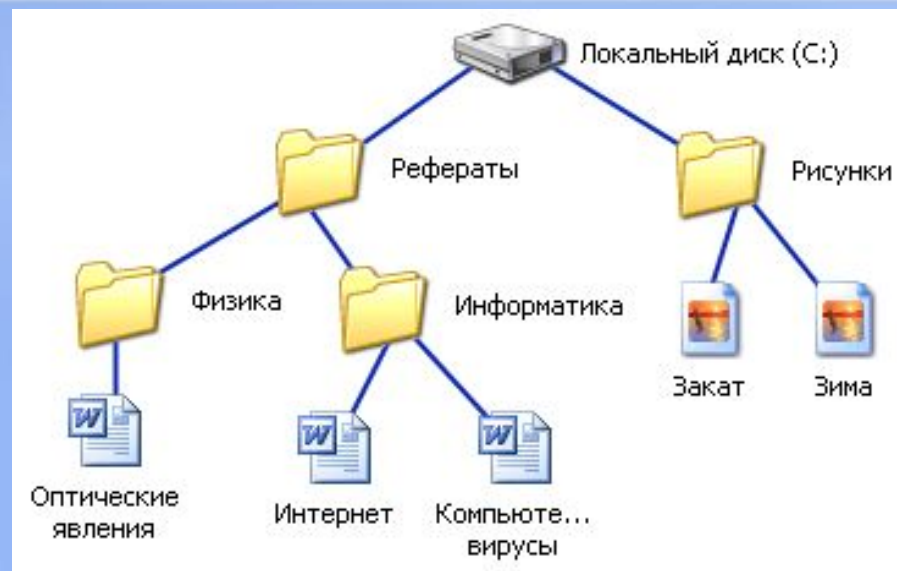 Локальный диск (C:)
Рефераты
Рисунки
Физика
Информатика
Закат
Зима
Оптические
явления
Интернет
Компьюте...
вирусы